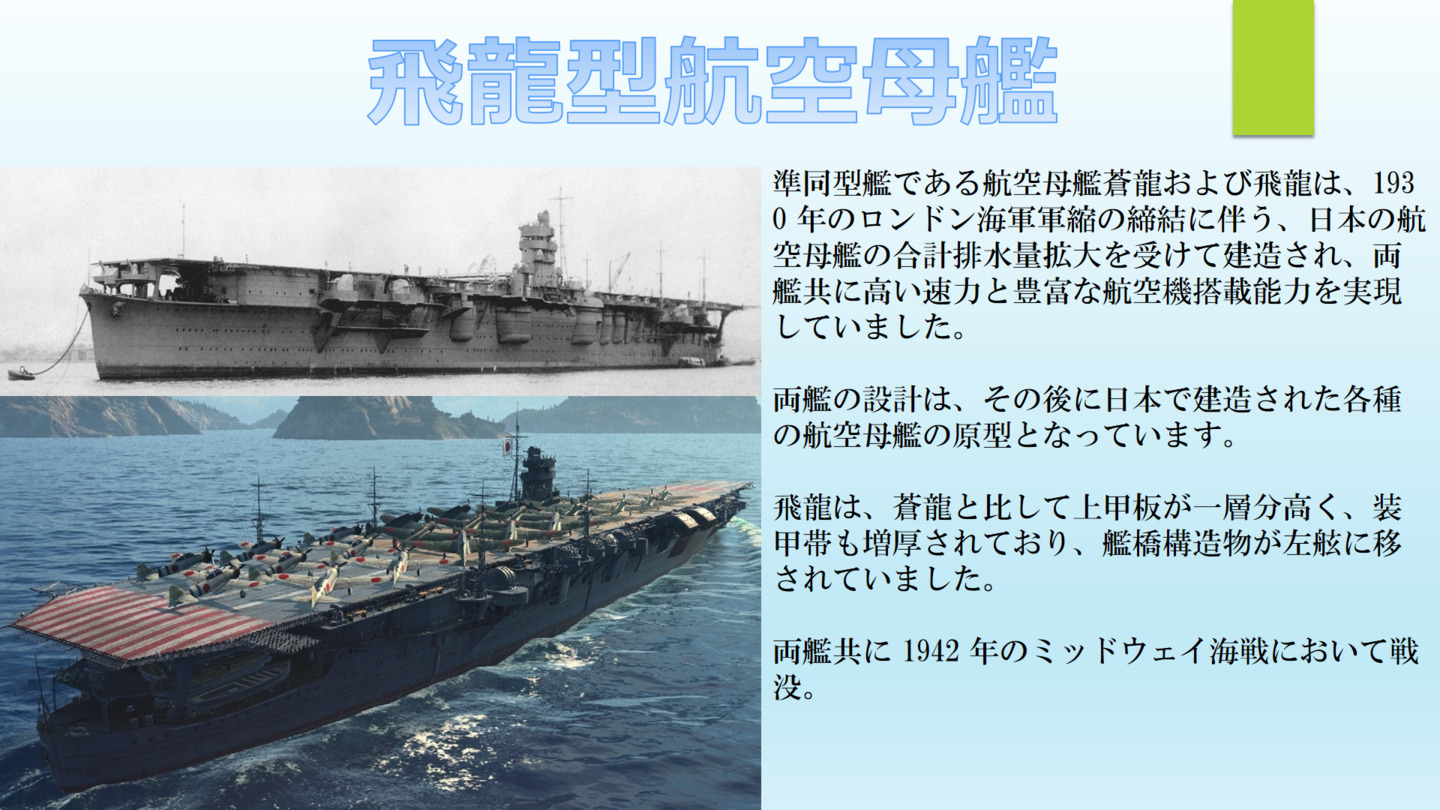 飛龍型航空母艦
準同型艦である航空母艦蒼龍および飛龍は、193
0 年のロンドン海軍軍縮の締結に伴う、日本の航
空母艦の合計排水量拡大を受けて建造され、両
艦共に高い速力と豊富な航空機搭載能力を実現
していました。
両艦の設計は、その後に日本で建造された各種
の航空母艦の原型となっています。
飛龍は、蒼龍と比して上甲板が一層分高く、装
甲帯も増厚されており、艦橋構造物が左舷に移
されていました。
両艦共に 1942 年のミッドウェイ海戦において戦
没。